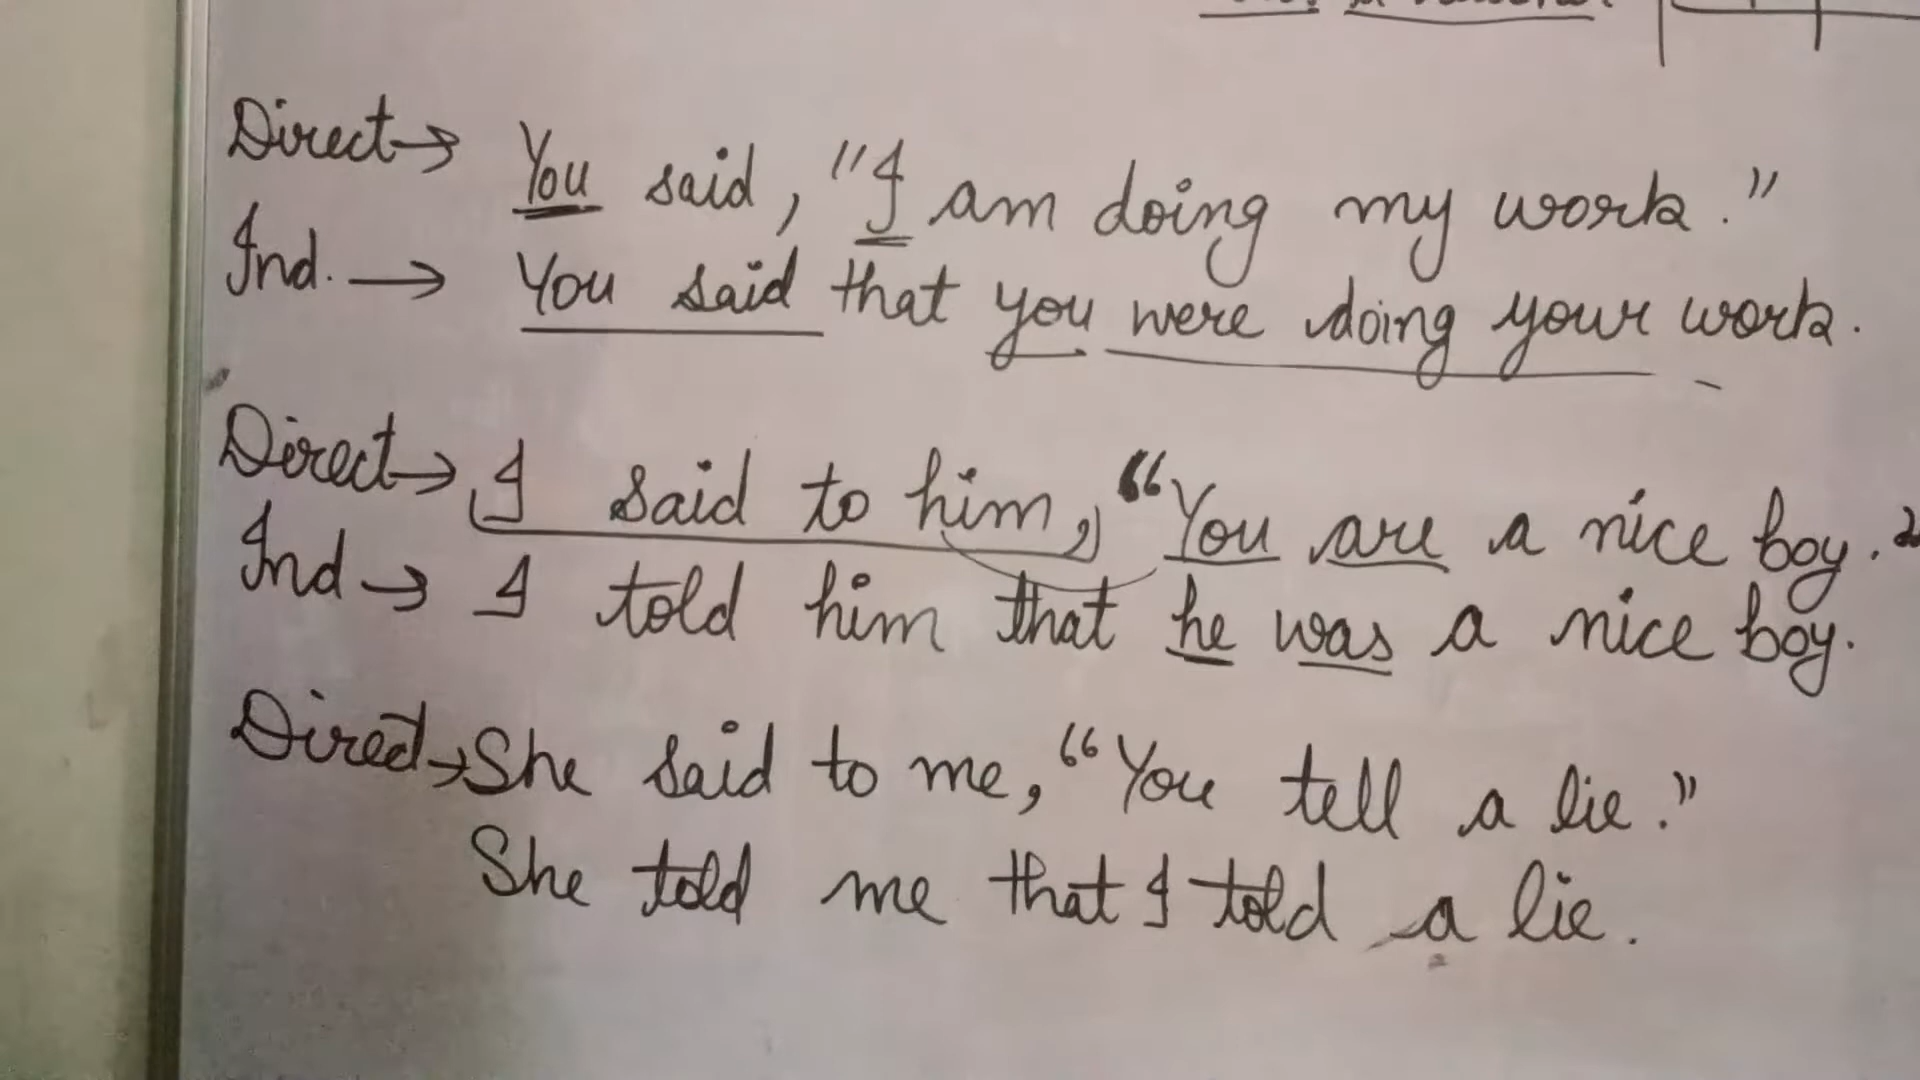 Direct→ You said, "I am doing my work."
Ind. → You said that you were doing your work.
Direct→ I said to him, "You are a nice boy."
Ind → I told him that he was a nice boy.
Direct→ She said to me, "You tell a lie."
She told me that I told a lie.